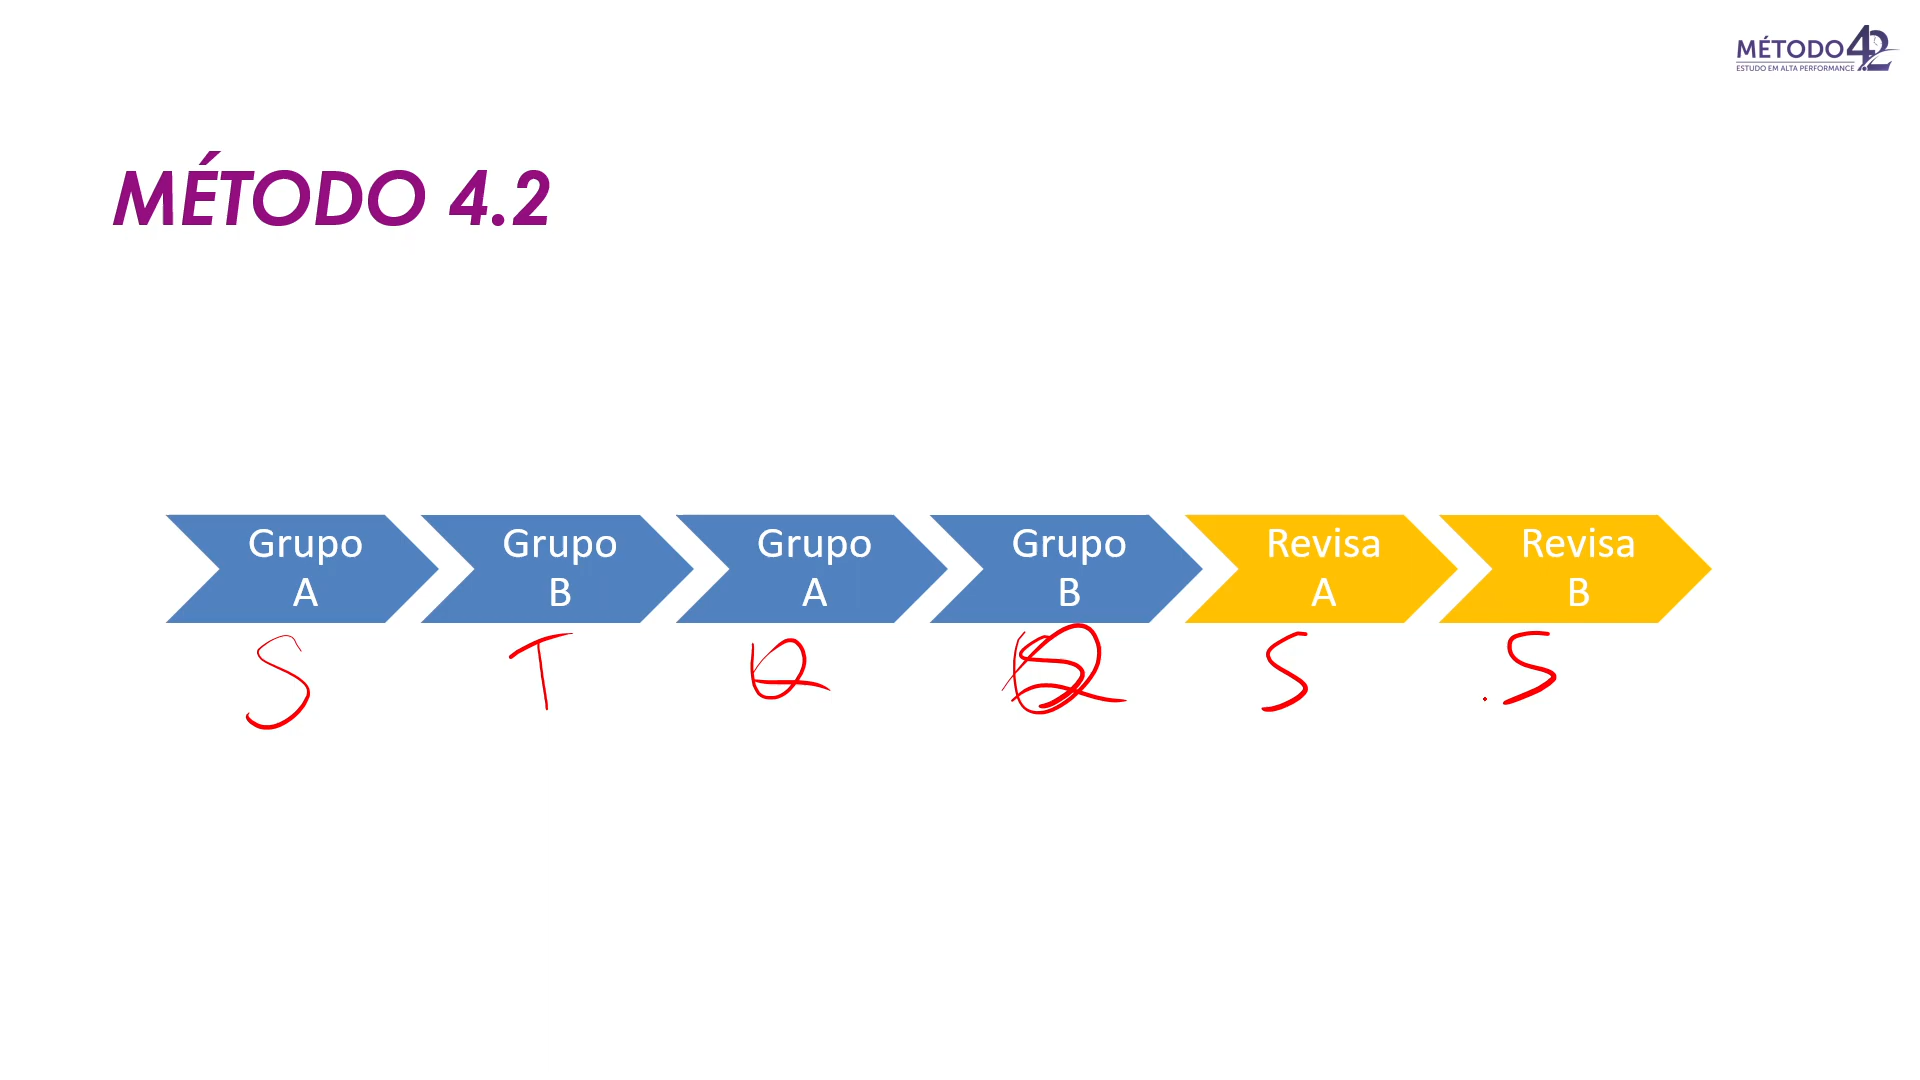 MÉTODO 4.2
ESTUDO EM ALTA PERFORMANCE
MÉTODO 4.2
Grupo
A
Grupo
B
Grupo
A
Grupo
B
Revisa
A
Revisa
B
S T Q Q S S